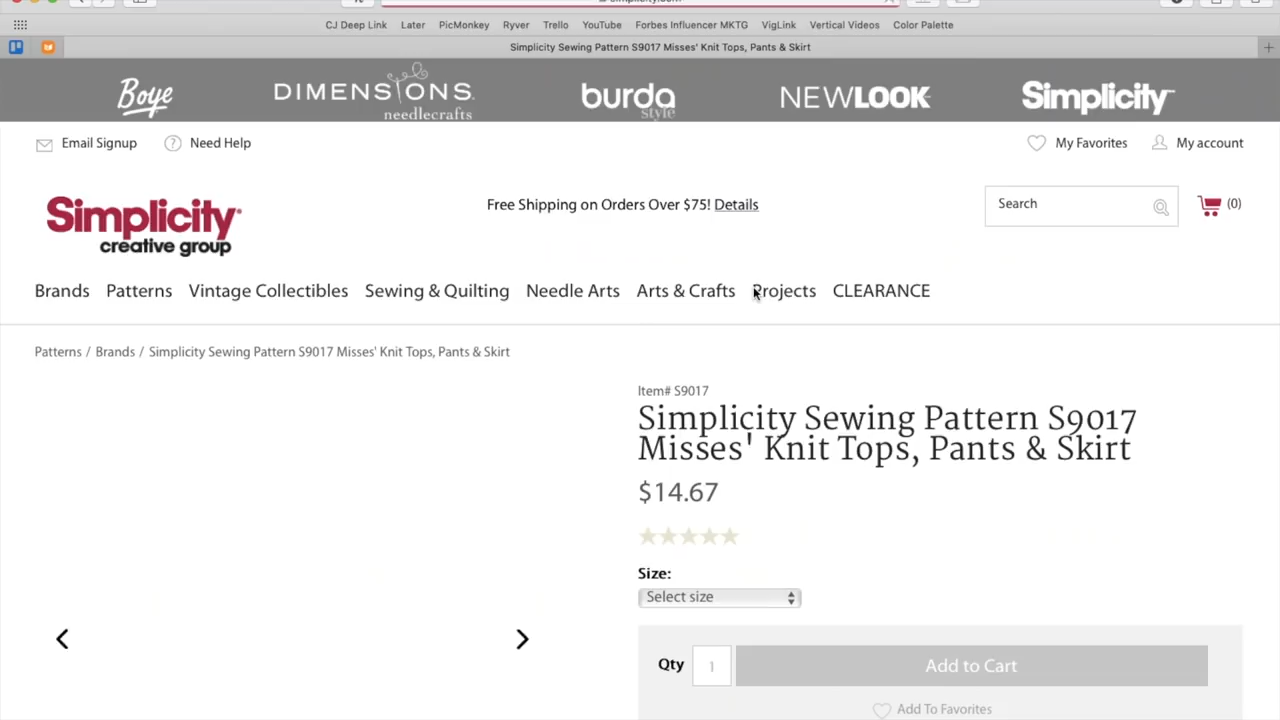 simplicity.com
CJ Deep Link Later PicMonkey Ryver Trello YouTube Forbes Influencer MKTG VigLink Vertical Videos Color Palette
Simplicity Sewing Pattern S9017 Misses' Knit Tops, Pants & Skirt
Boye DIMENSIONS needlecrafts burda style NEWLOOK Simplicity
Email Signup Need Help My Favorites My account
Simplicity
creative group
Free Shipping on Orders Over $75! Details
Search
(0)
Brands Patterns Vintage Collectibles Sewing & Quilting Needle Arts Arts & Crafts Projects CLEARANCE
Patterns / Brands / Simplicity Sewing Pattern S9017 Misses' Knit Tops, Pants & Skirt
Item# S9017
Simplicity Sewing Pattern S9017
Misses' Knit Tops, Pants & Skirt
$14.67
Size:
Select size
Qty 1 Add to Cart
Add To Favorites